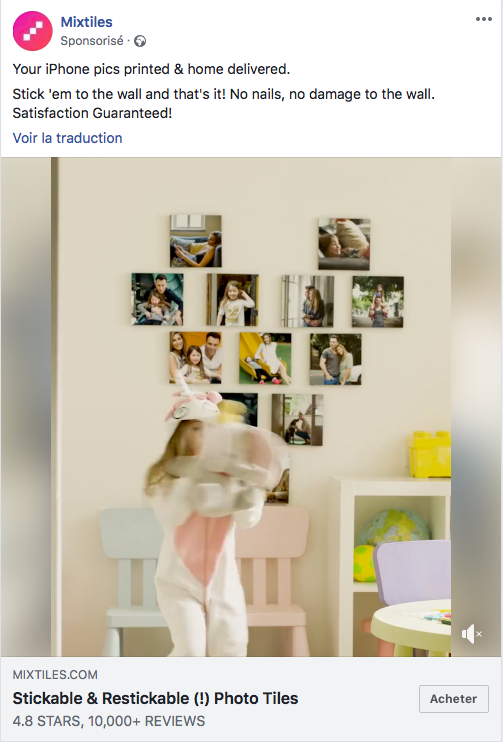 Mixtiles
Sponsorisé ·
Your iPhone pics printed & home delivered.
Stick 'em to the wall and that's it! No nails, no damage to the wall.
Satisfaction Guaranteed!
Voir la traduction
MIXTILES.COM
Stickable & Restickable (!) Photo Tiles
Acheter
4.8 STARS, 10,000+ REVIEWS